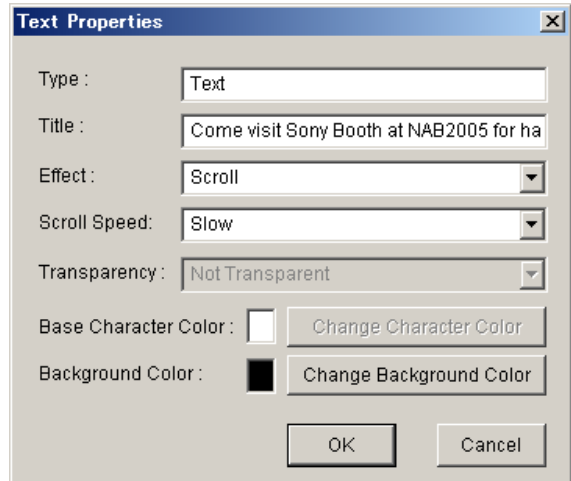 Text Properties
Type : Text
Title : Come visit Sony Booth at NAB2005 for ha
Effect : Scroll
Scroll Speed: Slow
Transparency : Not Transparent
Base Character Color : Change Character Color
Background Color : Change Background Color
OK Cancel